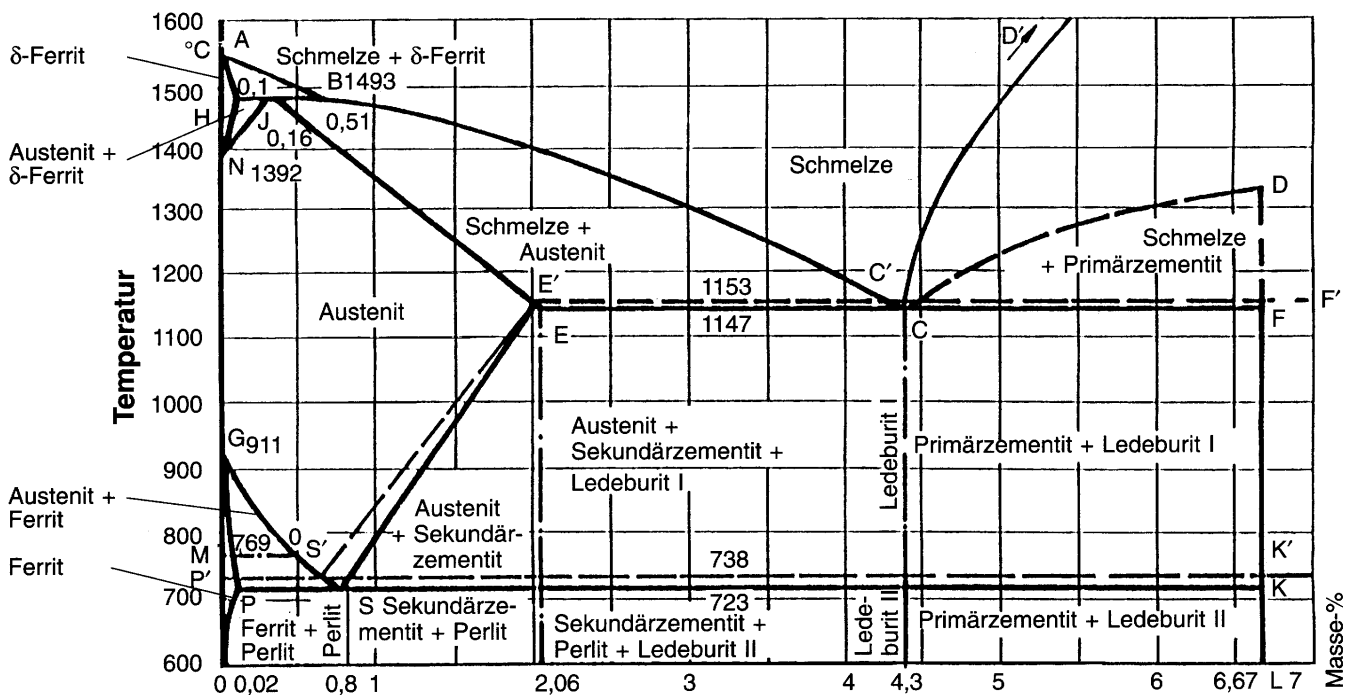 1600
°C
A
Schmelze + δ-Ferrit
D′
δ-Ferrit
0,1
B1493
1500
H
J
0,16
0,51
Austenit +
δ-Ferrit
1400
N 1392
Schmelze
D
1300
Schmelze +
Austenit
Schmelze
+ Primärzementit
1200
E′
1153
C′
F′
Austenit
E
1147
C
F
1100
Temperatur
1000
G911
Austenit +
Sekundärzementit +
Ledeburit I
Ledeburit I
Primärzementit + Ledeburit I
900
Austenit +
Ferrit
Austenit
+ Sekundär-
zementit
800
M
769
0
S′
738
K′
Ferrit
P′
K
700
P
723
Ferrit +
Perlit
Perlit
S Sekundärze-
mentit + Perlit
Sekundärzementit +
Perlit + Ledeburit II
Lede-
burit II
Primärzementit + Ledeburit II
600
0 0,02 0,8 1 2,06 3 4 4,3 5 6 6,67 L 7
Masse-%